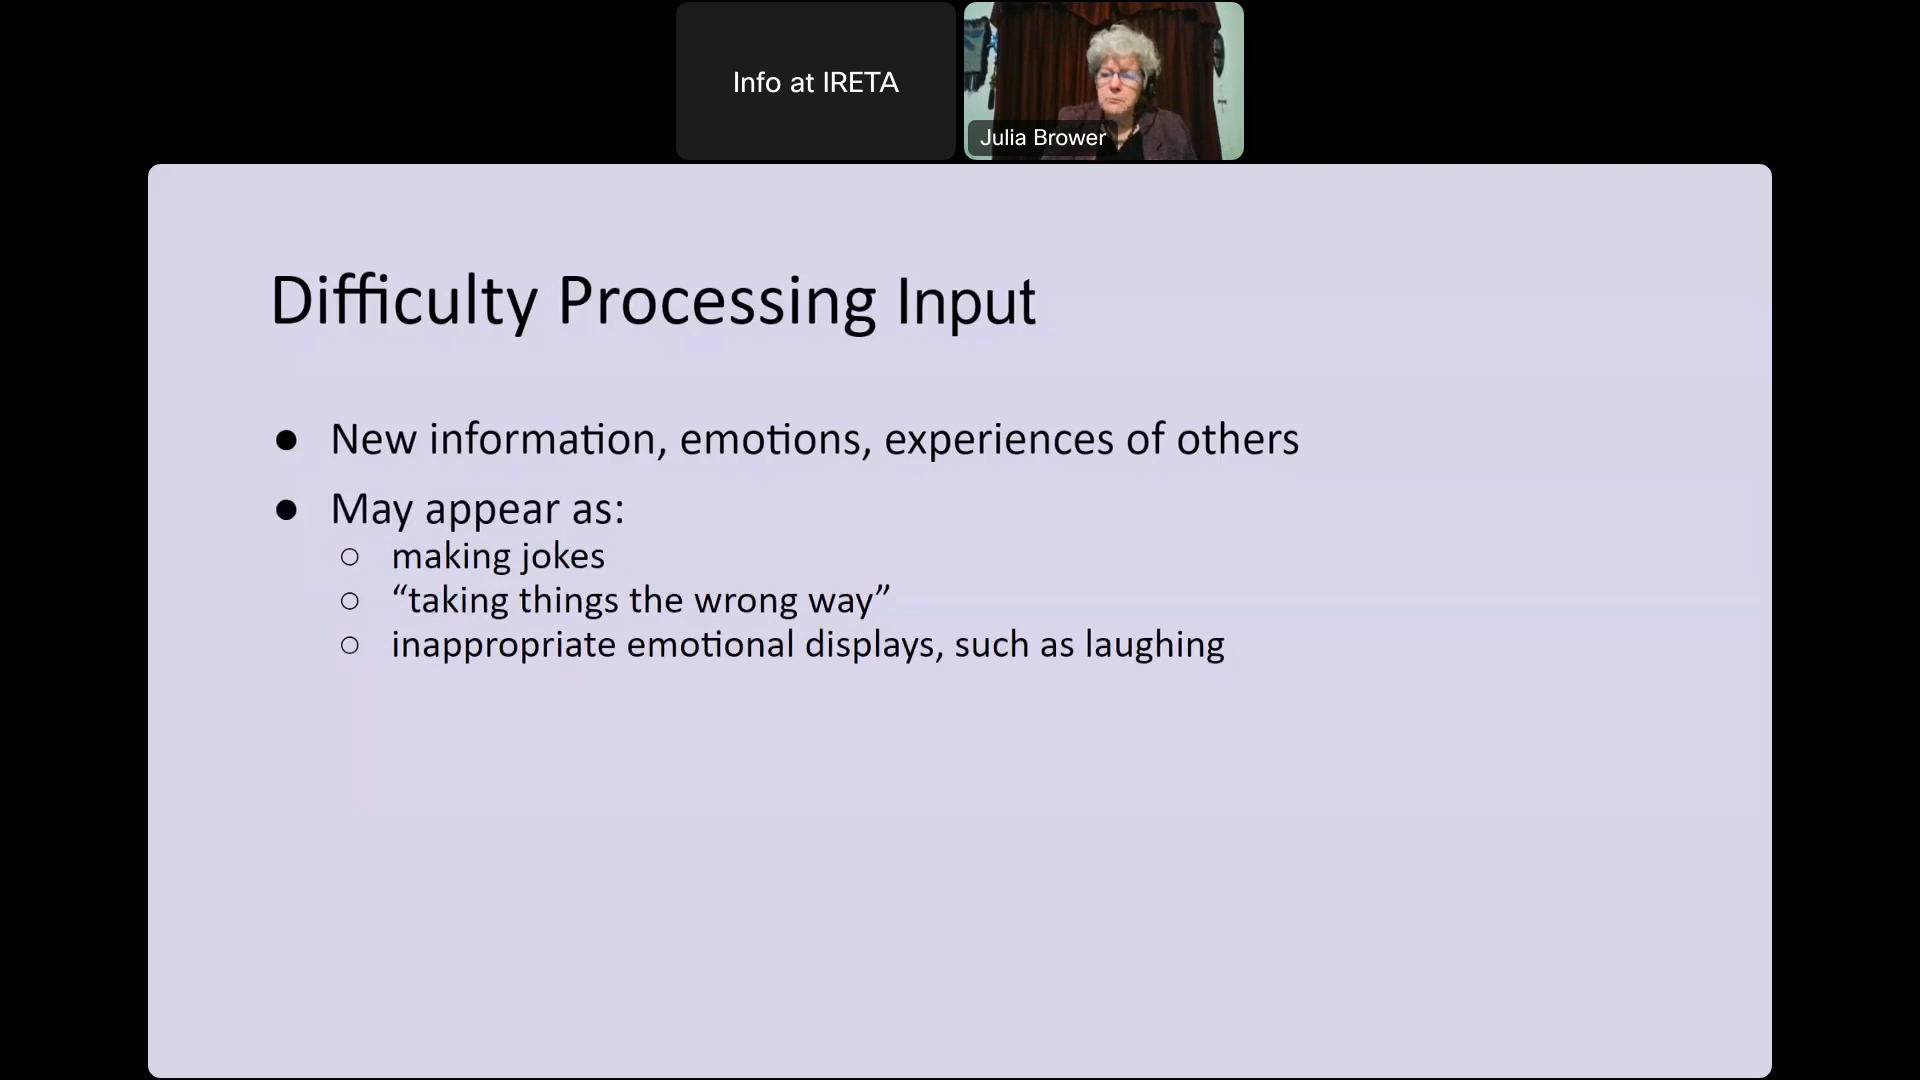 Info at IRETA
Julia Brower
Difficulty Processing Input
● New information, emotions, experiences of others
● May appear as:
○ making jokes
○ “taking things the wrong way”
○ inappropriate emotional displays, such as laughing